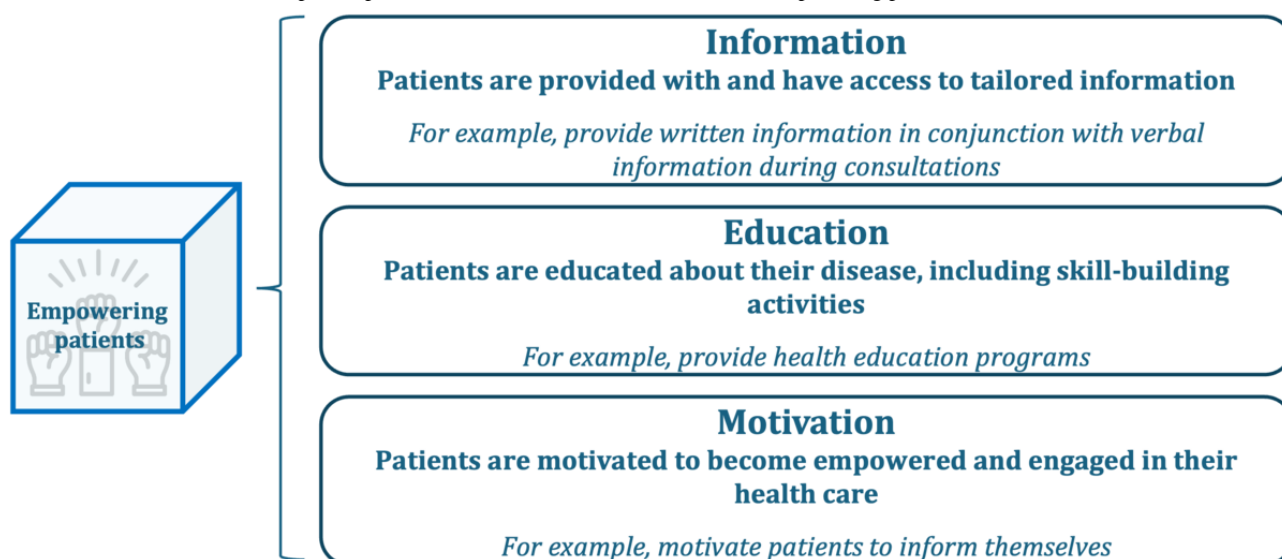 Information
Patients are provided with and have access to tailored information
For example, provide written information in conjunction with verbal
information during consultations
Empowering
patients
Education
Patients are educated about their disease, including skill-building
activities
For example, provide health education programs
Motivation
Patients are motivated to become empowered and engaged in their
health care
For example, motivate patients to inform themselves